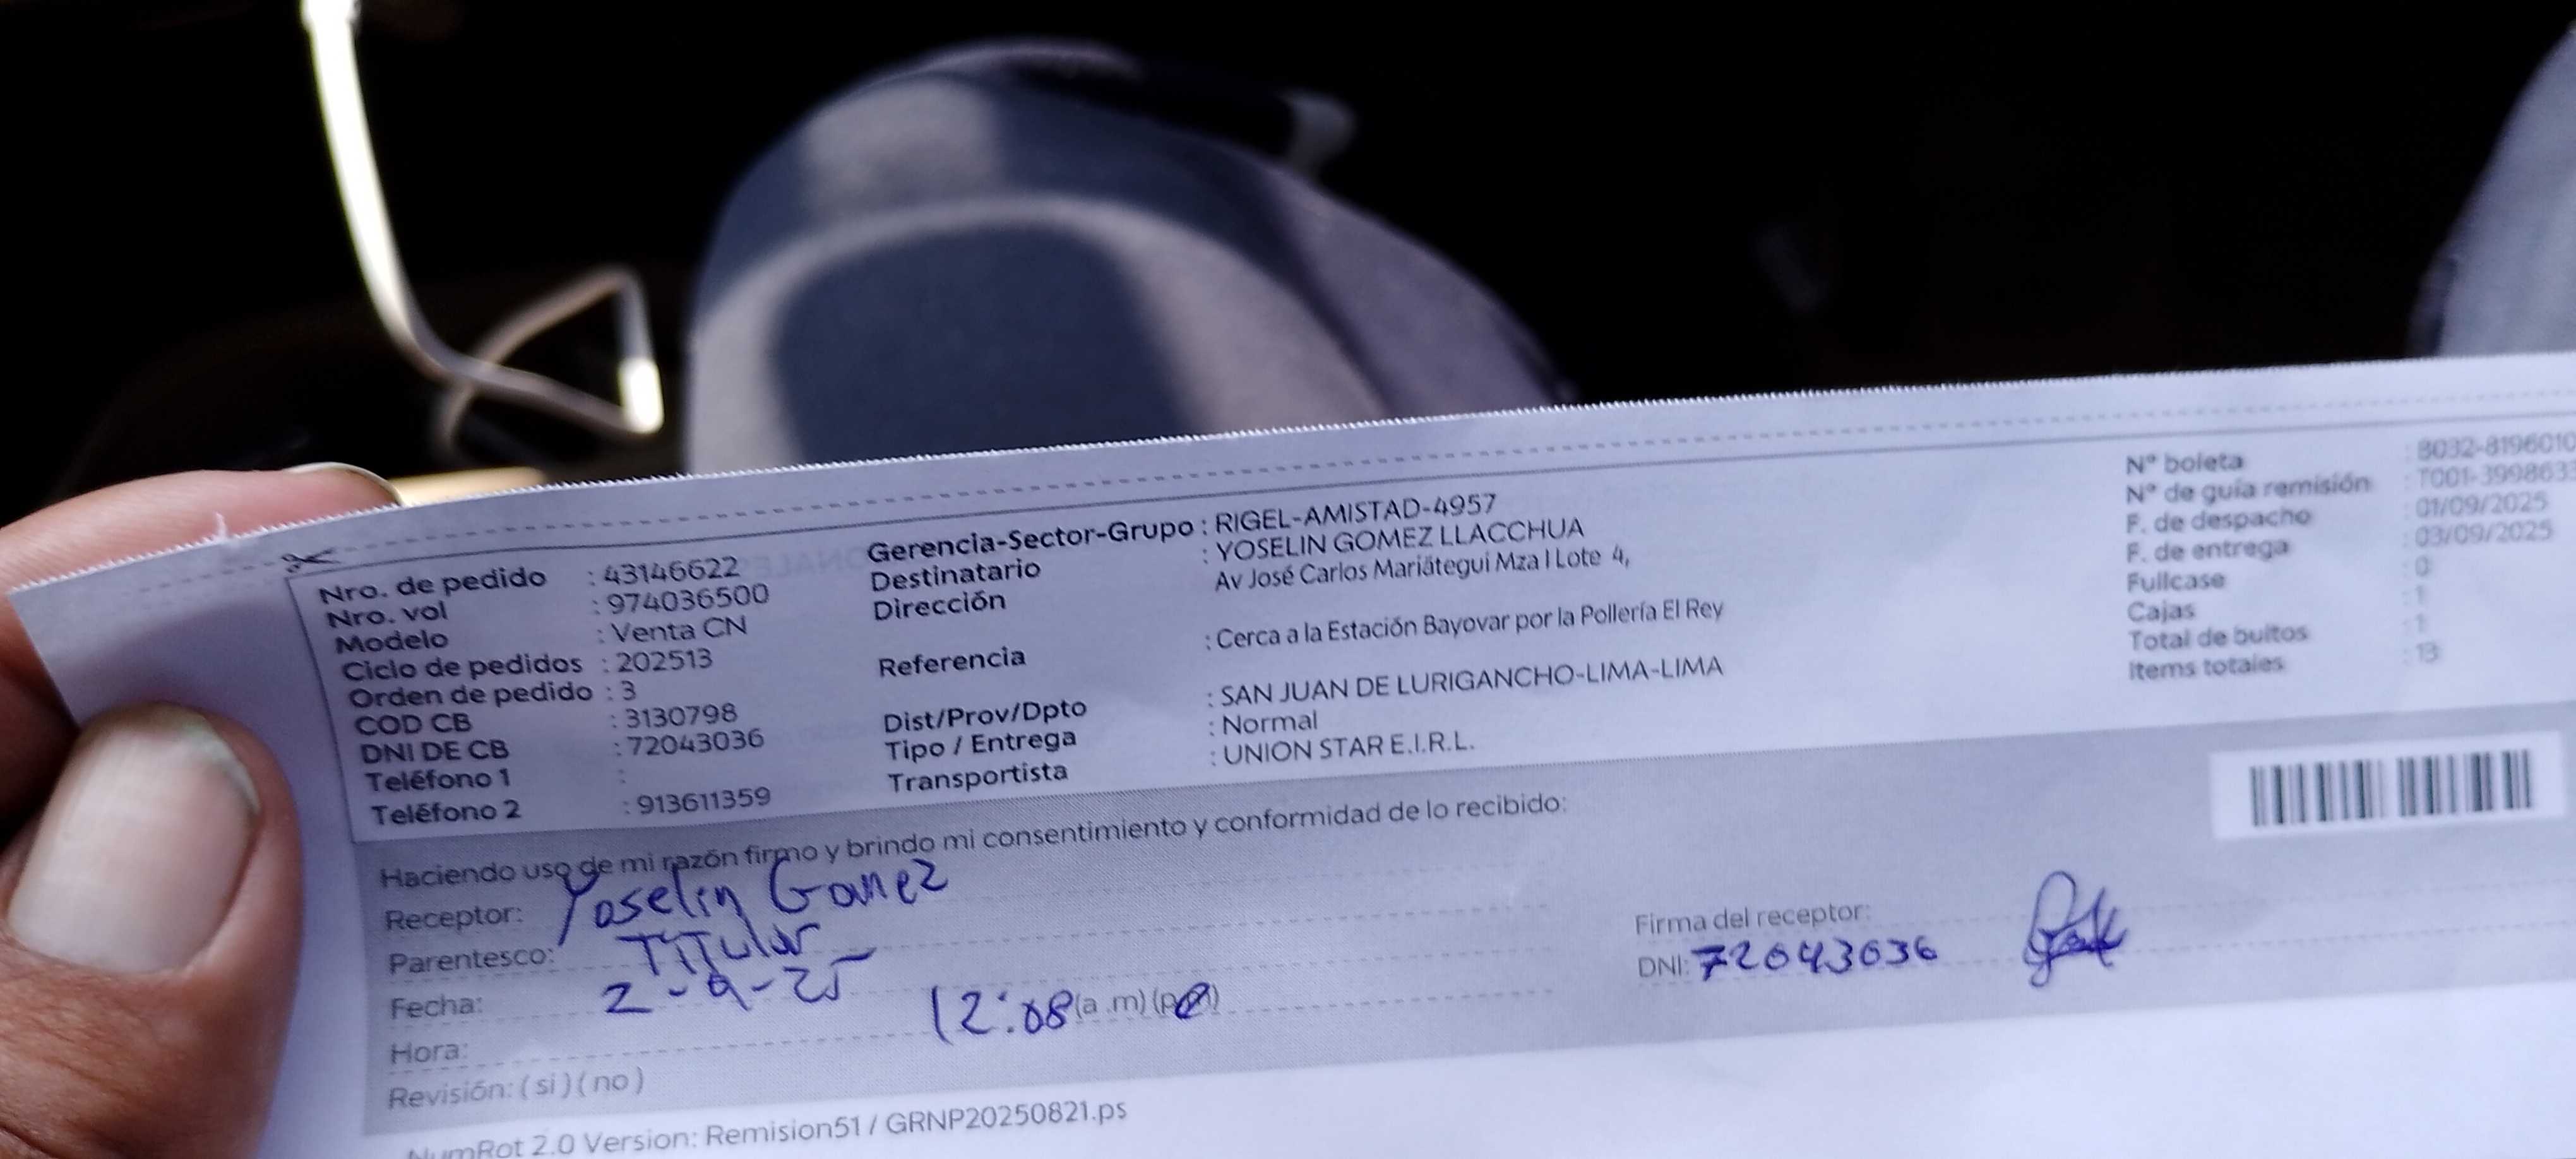 Nro. de pedido : 43146622
Nro. vol : 974036500
Modelo : Venta CN
Ciclo de pedidos : 202513
Orden de pedido : 3
COD CB : 3130798
DNI DE CB : 72043036
Teléfono 1 :
Teléfono 2 : 913611359
Gerencia-Sector-Grupo : RIGEL-AMISTAD-4957
Destinatario : YOSELIN GOMEZ LLACCHUA
Dirección Av José Carlos Mariátegui Mza I Lote 4,
Referencia : Cerca a la Estación Bayovar por la Pollería El Rey
Dist/Prov/Dpto : SAN JUAN DE LURIGANCHO-LIMA-LIMA
Tipo / Entrega : Normal
Transportista : UNION STAR E.I.R.L.
Nº boleta : B032-8196010
Nº de guía remisión : T001-399863
F. de despacho : 01/09/2025
F. de entrega : 03/09/2025
Fullcase : 0
Cajas : 1
Total de bultos : 1
Items totales : 13
Haciendo uso de mi razón firmo y brindo mi consentimiento y conformidad de lo recibido:
Receptor: Yoselin Gomez
Parentesco: Titular
Fecha: 2-9-25
Hora: 12:08 (a .m) (p
Revisión: ( si ) ( no )
Firma del receptor:
DNI: 72043036
NumRot 2.0 Version: Remision51 / GRNP20250821.ps